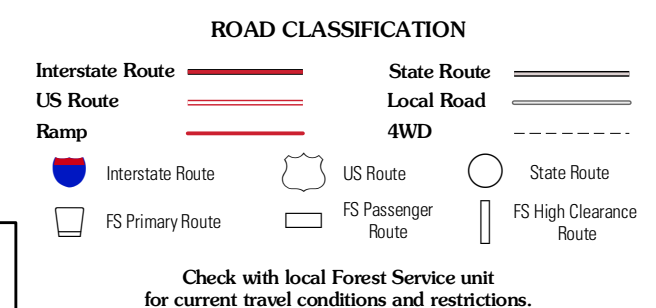 ROAD CLASSIFICATION
Interstate Route
State Route
US Route
Local Road
Ramp
4WD
Interstate Route
US Route
State Route
FS Primary Route
FS Passenger
Route
FS High Clearance
Route
Check with local Forest Service unit
for current travel conditions and restrictions.